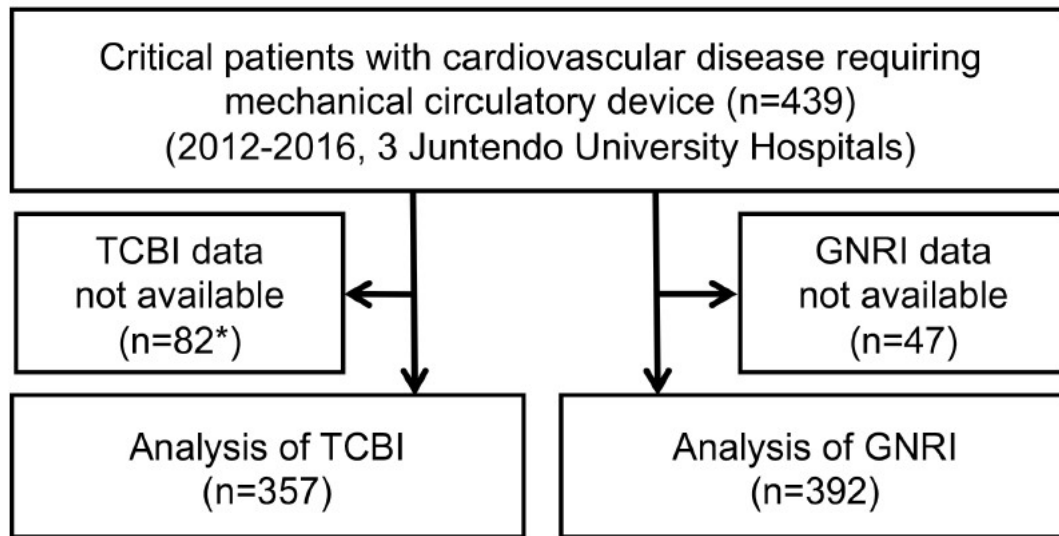 Critical patients with cardiovascular disease requiring
mechanical circulatory device (n=439)
(2012-2016, 3 Juntendo University Hospitals)
TCBI data
not available
(n=82*)
GNRI data
not available
(n=47)
Analysis of TCBI
(n=357)
Analysis of GNRI
(n=392)